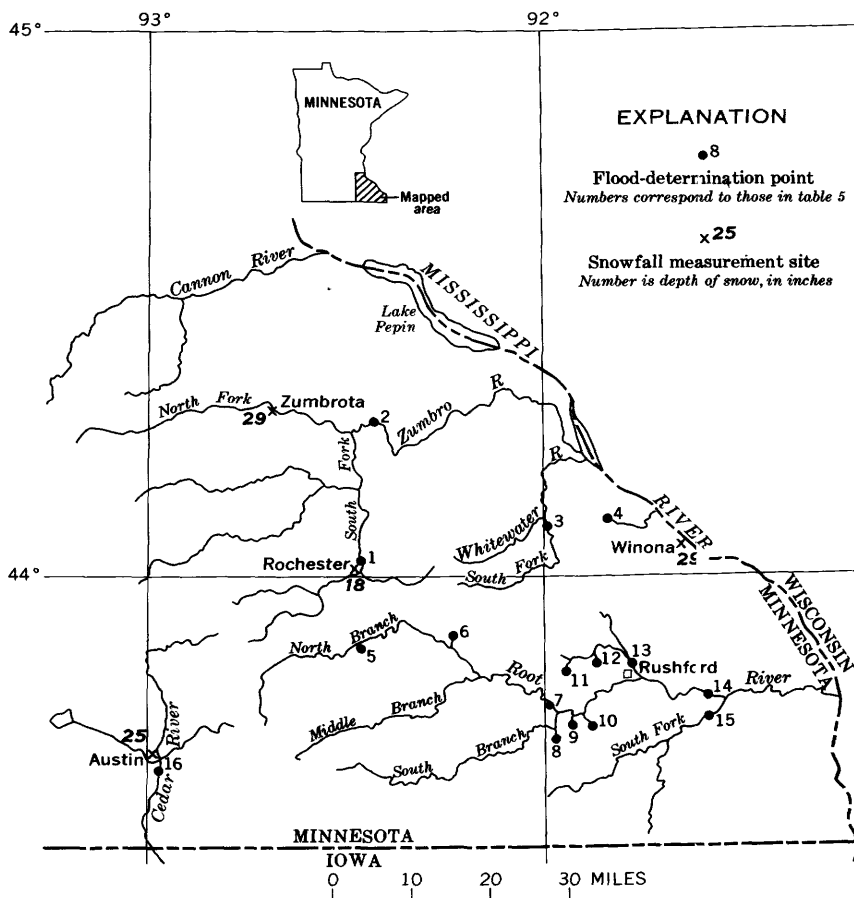 93°
92°
45°
MINNESOTA
Mapped
area
EXPLANATION
8
Flood-determination point
Numbers correspond to those in table 5
25
Snowfall measurement site
Number is depth of snow, in inches
Cannon River
MISSISSIPPI
Lake
Pepin
North Fork
Zumbrota
29
2
Zumbro R
Fork
South
R
Whitewater
3
4
RIVER
Winona
Rochester
1
18
44°
South Fork
WISCONSIN
MINNESOTA
North Branch
5
6
11
12
13
Rushford
Root
River
14
15
Middle Branch
7
8
9
10
South Branch
South Fork
25
Austin
16
Cedar River
MINNESOTA
IOWA
0 10 20 30 MILES